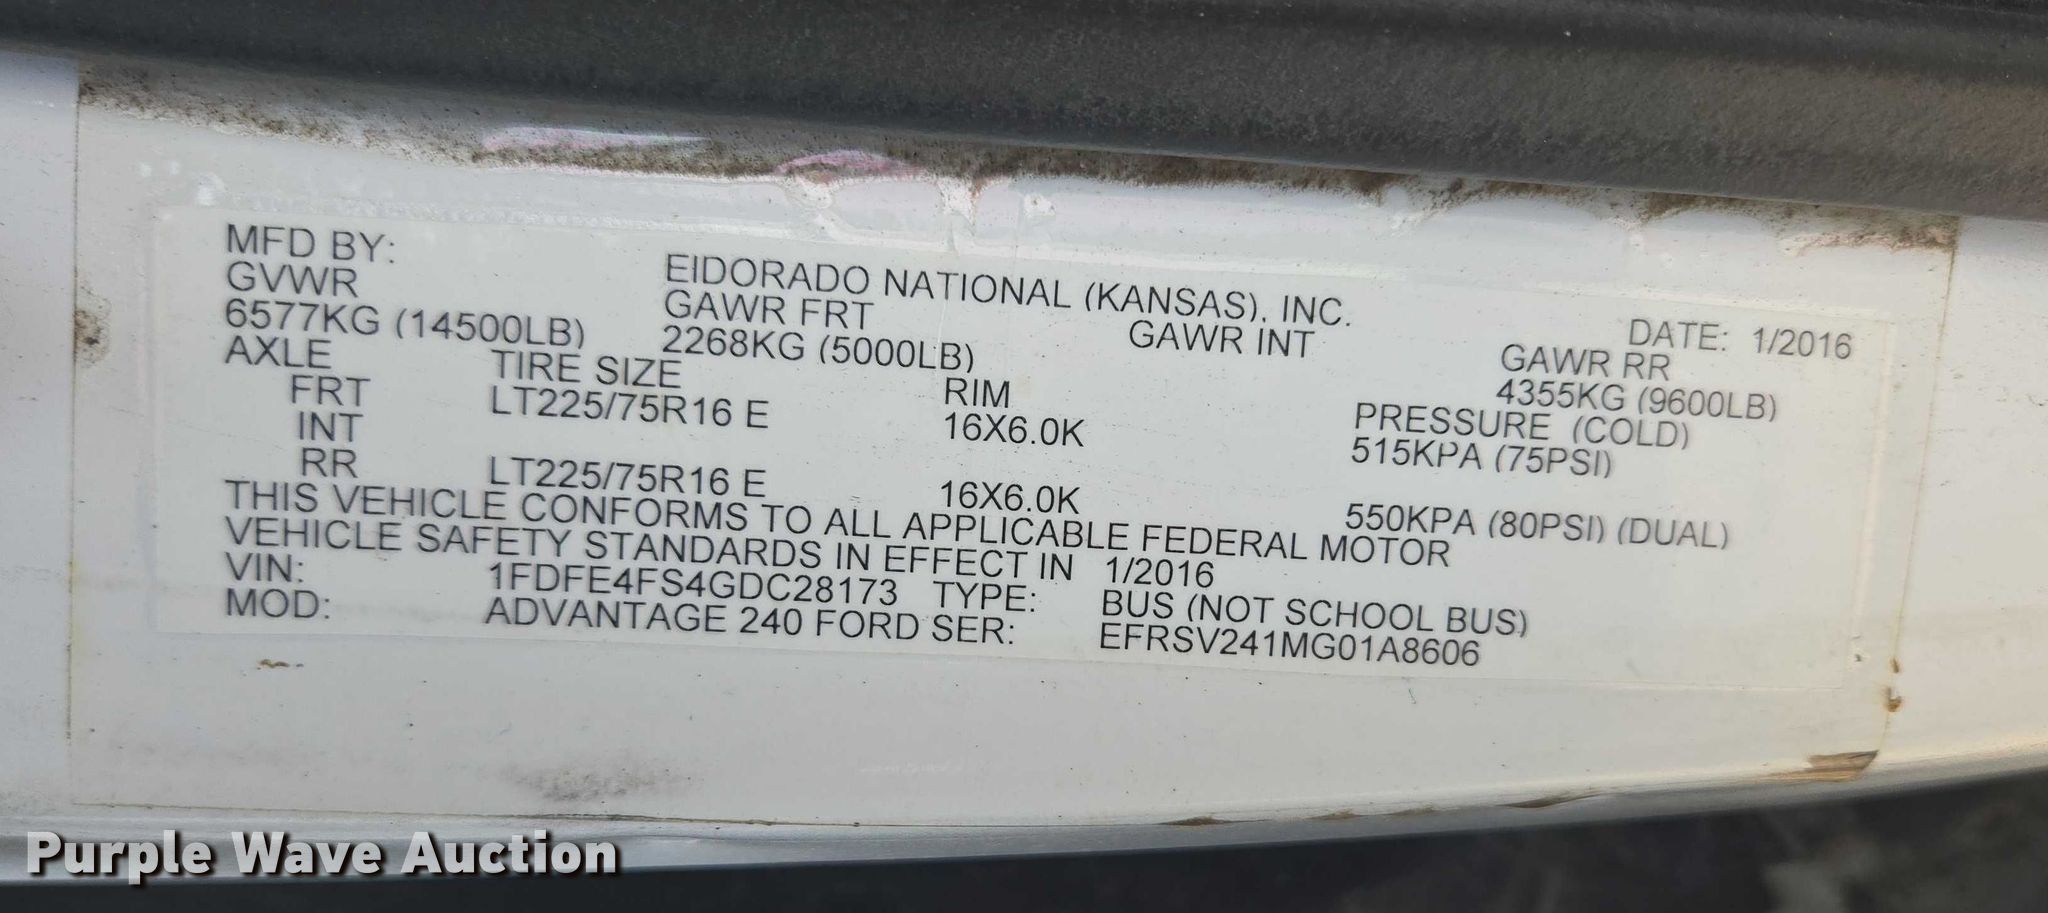 MFD BY: EIDORADO NATIONAL (KANSAS), INC. DATE: 1/2016
GVWR GAWR FRT GAWR INT GAWR RR
6577KG (14500LB) 2268KG (5000LB) 4355KG (9600LB)
AXLE TIRE SIZE RIM PRESSURE (COLD)
FRT LT225/75R16 E 16X6.0K 515KPA (75PSI)
INT
RR LT225/75R16 E 16X6.0K 550KPA (80PSI) (DUAL)
THIS VEHICLE CONFORMS TO ALL APPLICABLE FEDERAL MOTOR
VEHICLE SAFETY STANDARDS IN EFFECT IN 1/2016
VIN: 1FDFE4FS4GDC28173 TYPE: BUS (NOT SCHOOL BUS)
MOD: ADVANTAGE 240 FORD SER: EFRSV241MG01A8606
Purple Wave Auction